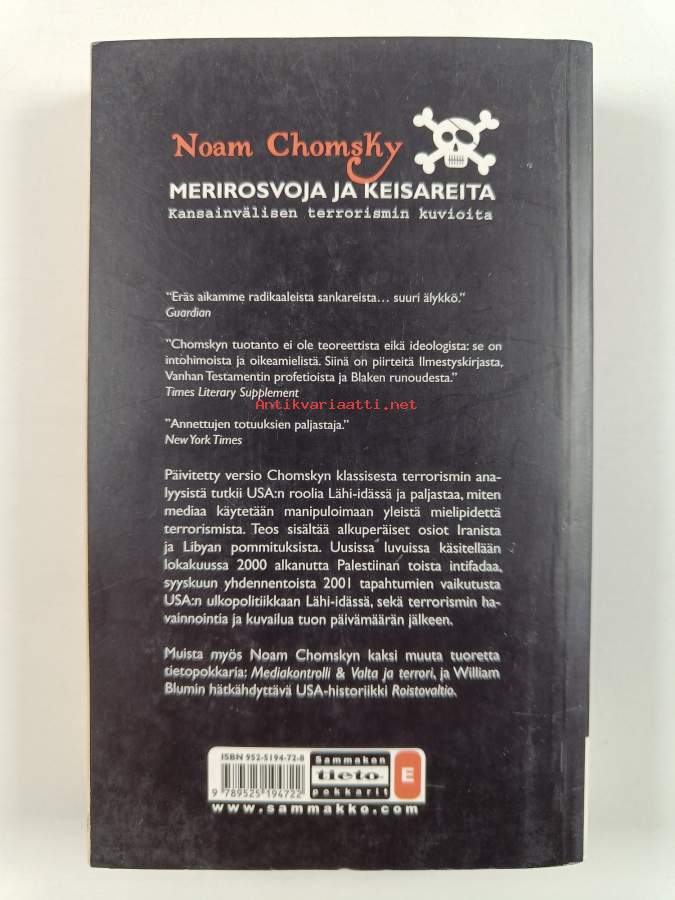 Noam Chomsky
MERIROSVOJA JA KEISAREITA
Kansainvälisen terrorismin kuvioita
"Eräs aikamme radikaaleista sankareista... suuri älykkö."
Guardian
"Chomskyn tuotanto ei ole teoreettista eikä ideologista: se on
intohimoista ja oikeamielistä. Siinä on piirteitä Ilmestyskirjasta,
Vanhan Testamentin profetioista ja Blaken runoudesta."
Times Literary Supplement
Antikvariaatti.net
"Annettujen totuuksien paljastaja."
New York Times
Päivitetty versio Chomskyn klassisesta terrorismin ana-
lyysistä tutkii USA:n roolia Lähi-idässä ja paljastaa, miten
mediaa käytetään manipuloimaan yleistä mielipidettä
terrorismista. Teos sisältää alkuperäiset osiot Iranista
ja Libyan pommituksista. Uusissa luvuissa käsitellään
lokakuussa 2000 alkanutta Palestiinan toista intifadaa,
syyskuun yhdennentoista 2001 tapahtumien vaikutusta
USA:n ulkopolitiikkaan Lähi-idässä, sekä terrorismin ha-
vainnointia ja kuvailua tuon päivämäärän jälkeen.
Muista myös Noam Chomskyn kaksi muuta tuoretta
tietopokkaria: Mediakontrolli & Valta ja terrori, ja William
Blumin hätkähdyttävä USA-historiikki Roistovaltio.
ISBN 952-5194-72-8
9 789525 194722
Sammakon
tieto-
pokkarit
E
www.sammakko.com